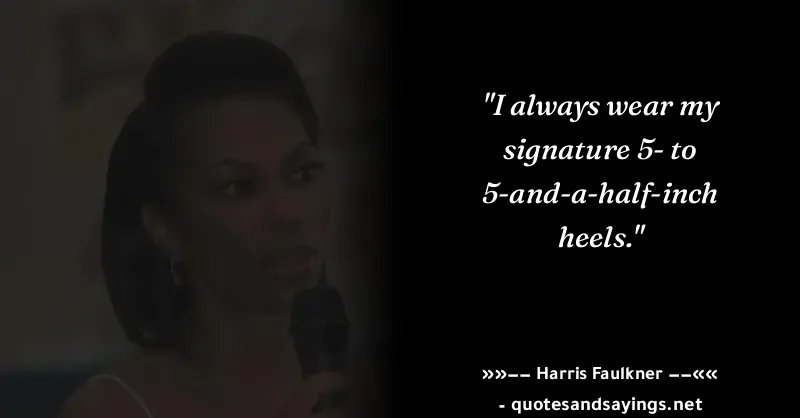 "I always wear my
signature 5- to
5-and-a-half-inch
heels."
»»–– Harris Faulkner ––««
- quotesandsayings.net